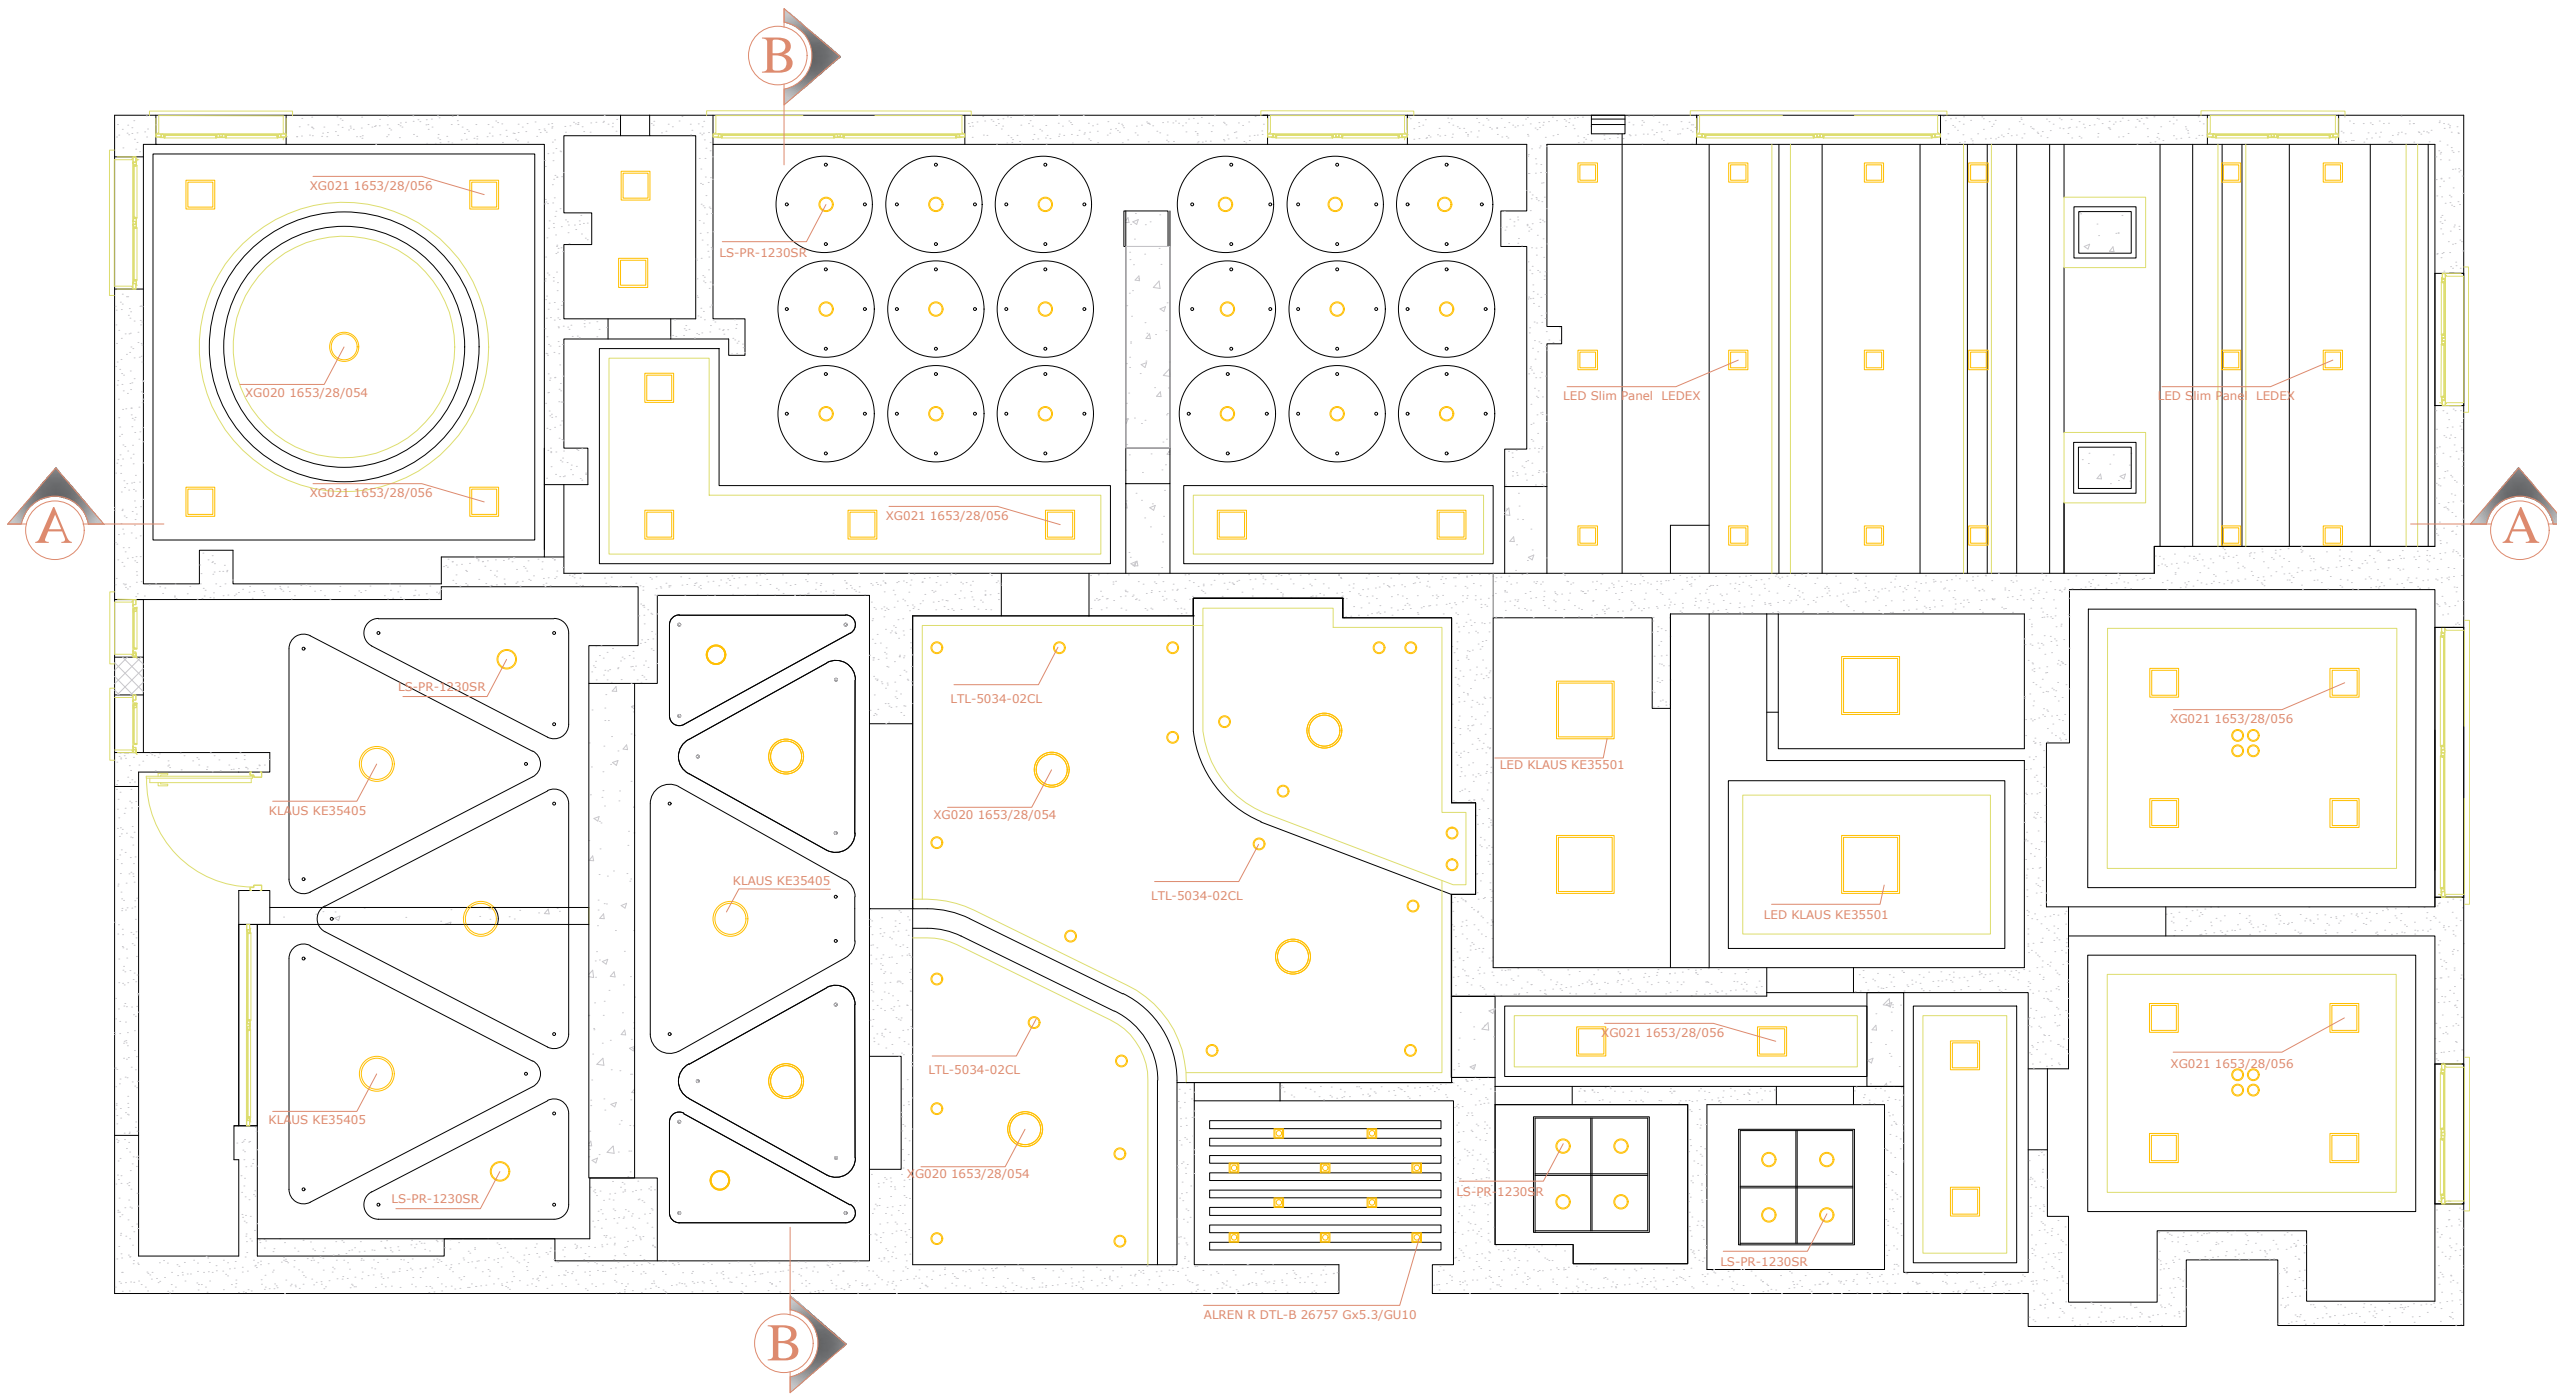 B
XG021 1653/28/056
LS-PR-1230SR
XG020 1653/28/054
LED Slim Panel LEDEX
LED Slim Panel LEDEX
XG021 1653/28/056
XG021 1653/28/056
A
A
LS-PR-1230SR
LTL-5034-02CL
XG021 1653/28/056
LED KLAUS KE35501
KLAUS KE35405
XG020 1653/28/054
KLAUS KE35405
LTL-5034-02CL
LED KLAUS KE35501
XG021 1653/28/056
LTL-5034-02CL
XG021 1653/28/056
KLAUS KE35405
XG020 1653/28/054
LS-PR-1230SR
LS-PR-1230SR
LS-PR-1230SR
ALREN R DTL-B 26757 Gx5.3/GU10
B